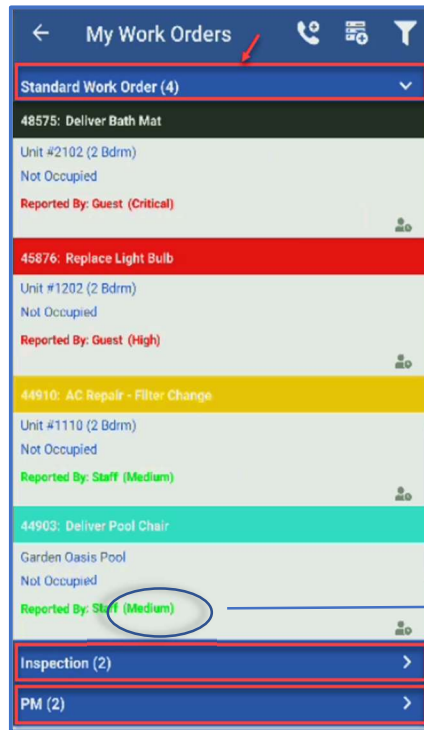 My Work Orders
Standard Work Order (4)
48575: Deliver Bath Mat
Unit #2102 (2 Bdrm)
Not Occupied
Reported By: Guest (Critical)
45876: Replace Light Bulb
Unit #1202 (2 Bdrm)
Not Occupied
Reported By: Guest (High)
44910: AC Repair - Filter Change
Unit #1110 (2 Bdrm)
Not Occupied
Reported By: Staff (Medium)
44903: Deliver Pool Chair
Garden Oasis Pool
Not Occupied
Reported By: Staff (Medium)
Inspection (2)
PM (2)